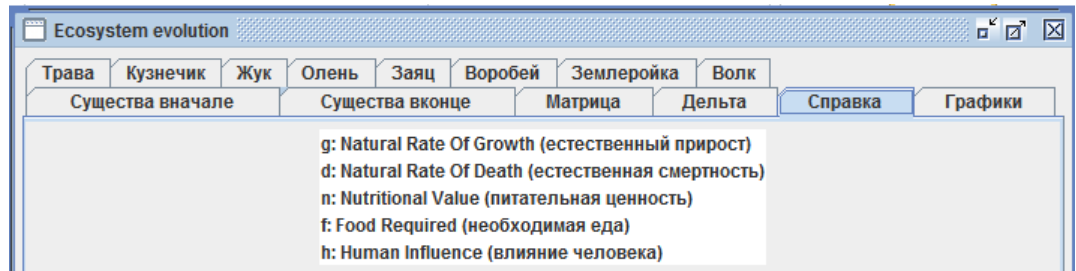 Ecosystem evolution
Трава Кузнечик Жук Олень Заяц Воробей Землеройка Волк
Существа вначале Существа вконце Матрица Дельта Справка Графики
g: Natural Rate Of Growth (естественный прирост)
d: Natural Rate Of Death (естественная смертность)
n: Nutritional Value (питательная ценность)
f: Food Required (необходимая еда)
h: Human Influence (влияние человека)